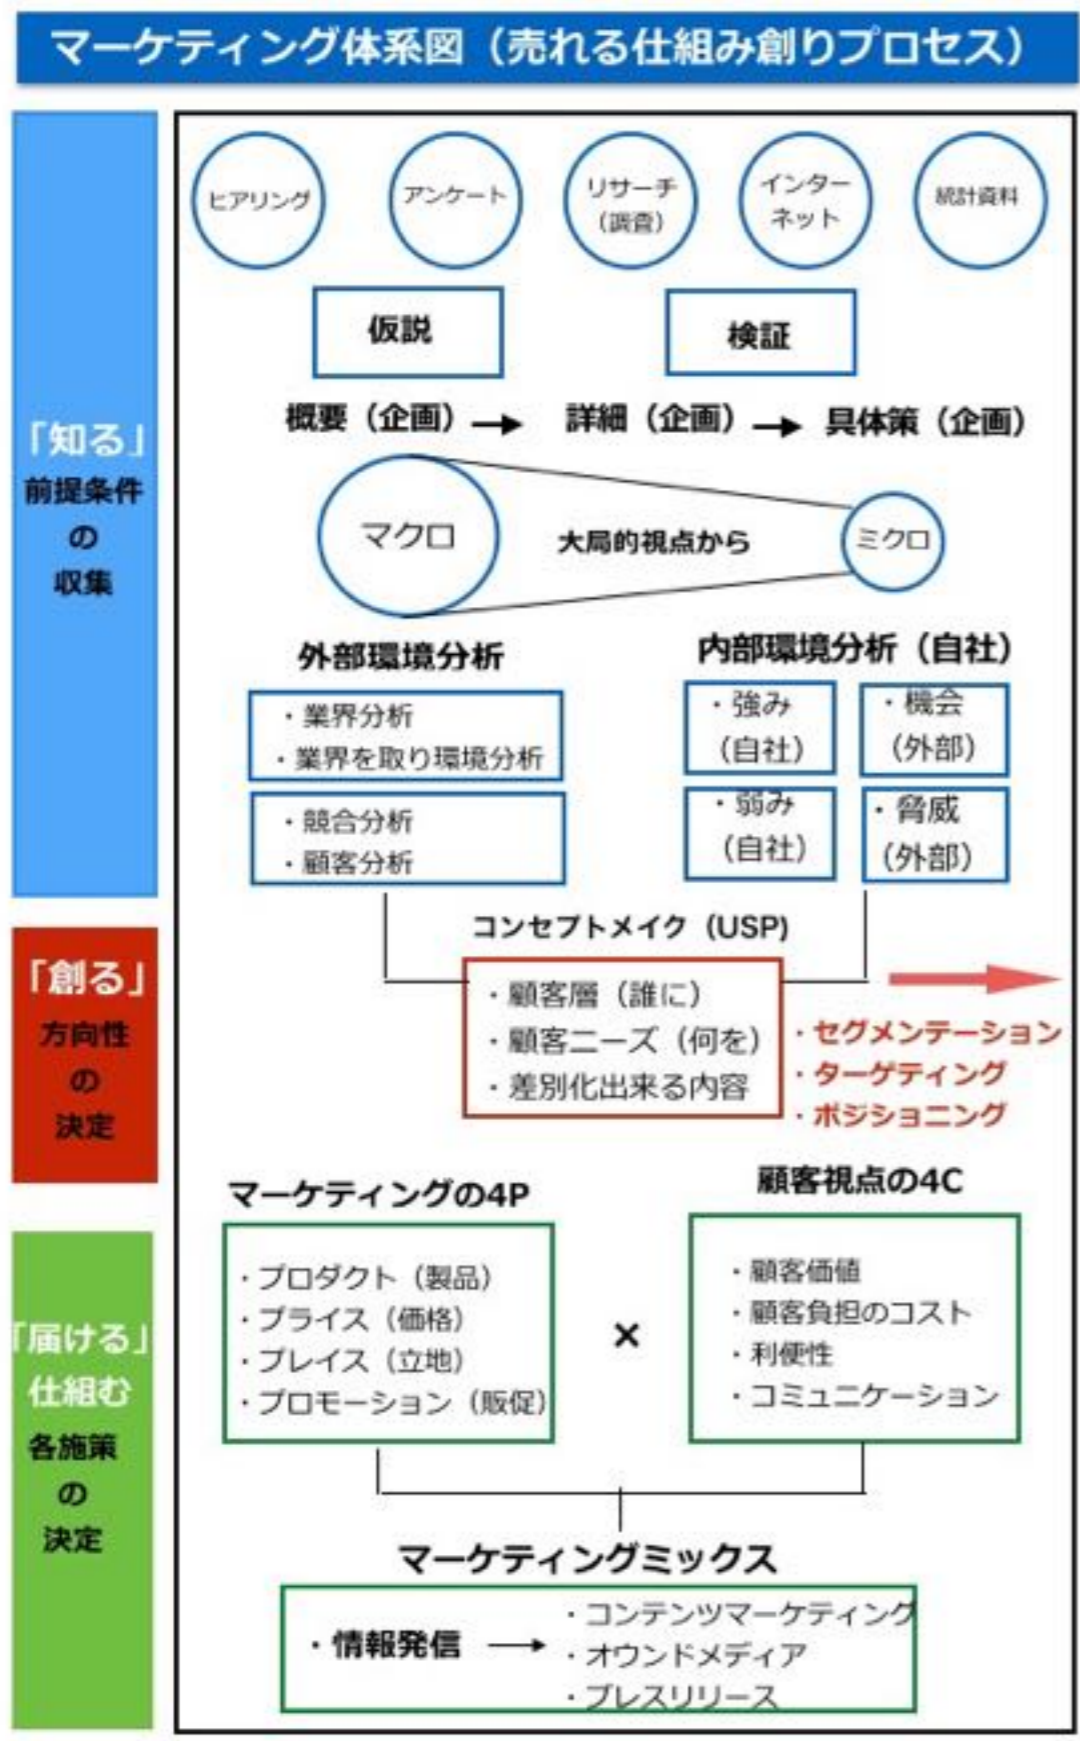 マーケティング体系図（売れる仕組み創りプロセス）
「知る」
前提条件
の
収集
ヒアリング
アンケート
リサーチ
（調査）
インター
ネット
統計資料
仮説
検証
概要（企画）
詳細（企画）
具体策（企画）
マクロ
大局的視点から
ミクロ
外部環境分析
・業界分析
・業界を取り環境分析
・競合分析
・顧客分析
内部環境分析（自社）
・強み
（自社）
・機会
（外部）
・弱み
（自社）
・脅威
（外部）
「創る」
方向性
の
決定
コンセプトメイク（USP)
・顧客層（誰に）
・顧客ニーズ（何を）
・差別化出来る内容
・セグメンテーション
・ターゲティング
・ポジショニング
「届ける」
仕組む
各施策
の
決定
マーケティングの4P
・プロダクト（製品）
・プライス（価格）
・プレイス（立地）
・プロモーション（販促）
×
顧客視点の4C
・顧客価値
・顧客負担のコスト
・利便性
・コミュニケーション
マーケティングミックス
・情報発信
・コンテンツマーケティング
・オウンドメディア
・プレスリリース